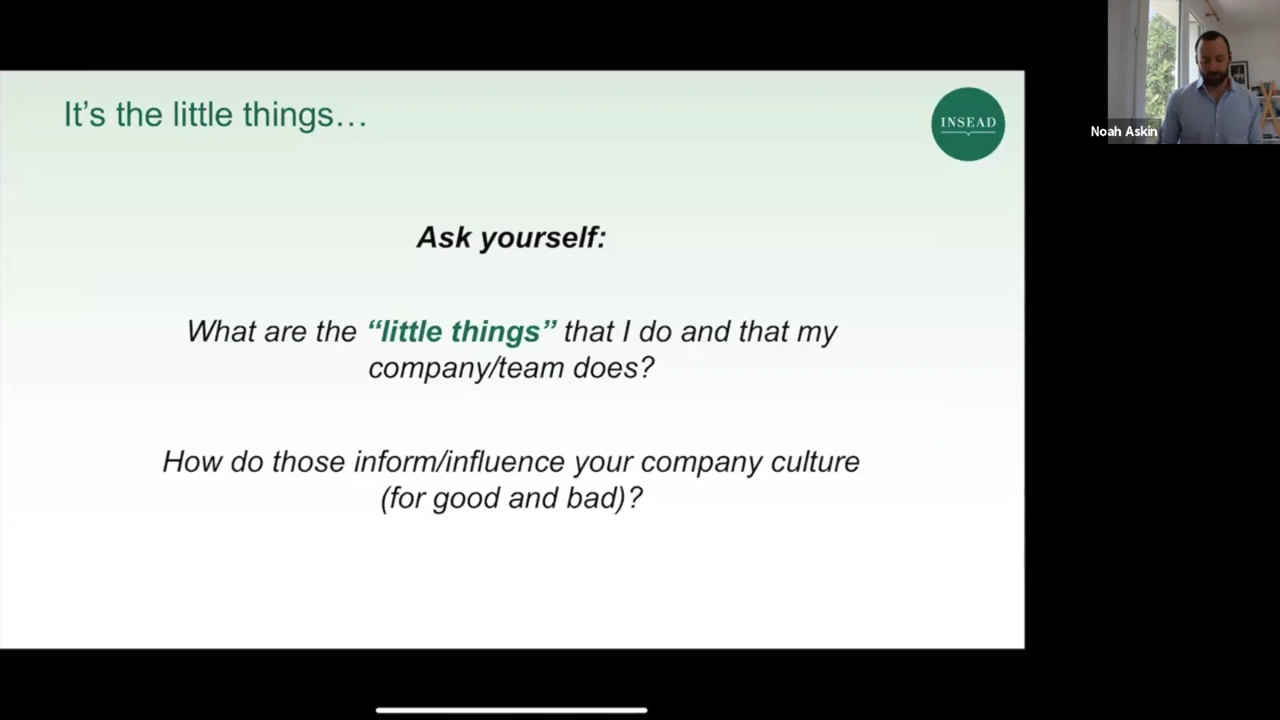 It’s the little things…
INSEAD
Ask yourself:
What are the “little things” that I do and that my
company/team does?
How do those inform/influence your company culture
(for good and bad)?
Noah Askin